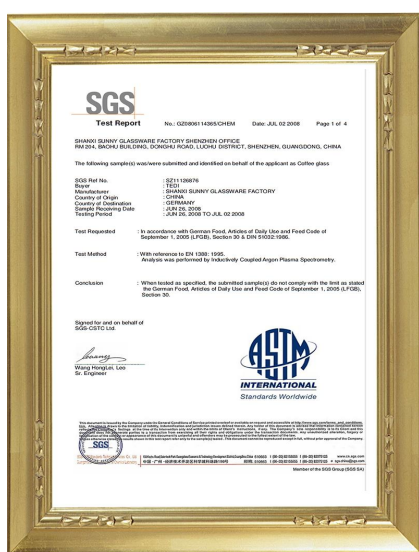 SGS
Test Report No.: GZ0806114365/CHEM Date: JUL 02 2008 Page 1 of 4
SHANXI SUNNY GLASSWARE FACTORY SHENZHEN OFFICE
RM 204, BAOHU BUILDING, DONGHU ROAD, LUOHU DISTRICT, SHENZHEN, GUANGDONG, CHINA
The following sample(s) was/were submitted and identified on behalf of the applicant as Coffee glass
SGS Ref No. : SZ11126876
Buyer : TEDI
Manufacturer : SHANXI SUNNY GLASSWARE FACTORY
Country of Origin : CHINA
Country of Destination : GERMANY
Sample Receiving Date : JUN 26, 2008
Testing Period : JUN 26, 2008 TO JUL 02 2008
Test Requested : In accordance with German Food, Articles of Daily Use and Feed Code of
September 1, 2005 (LFGB), Section 30 & DIN 51032:1986.
Test Method : With reference to EN 1388: 1995.
Analysis was performed by Inductively Coupled Argon Plasma Spectrometry.
Conclusion : When tested as specified, the submitted sample(s) do not comply with the limit as stated
the German Food, Articles of Daily Use and Feed Code of September 1, 2005 (LFGB),
Section 30.
Signed for and on behalf of
SGS-CSTC Ltd.
Wang HongLei, Leo
Sr. Engineer
ASTM
INTERNATIONAL
Standards Worldwide
SGS
Member of the SGS Group (SGS SA)